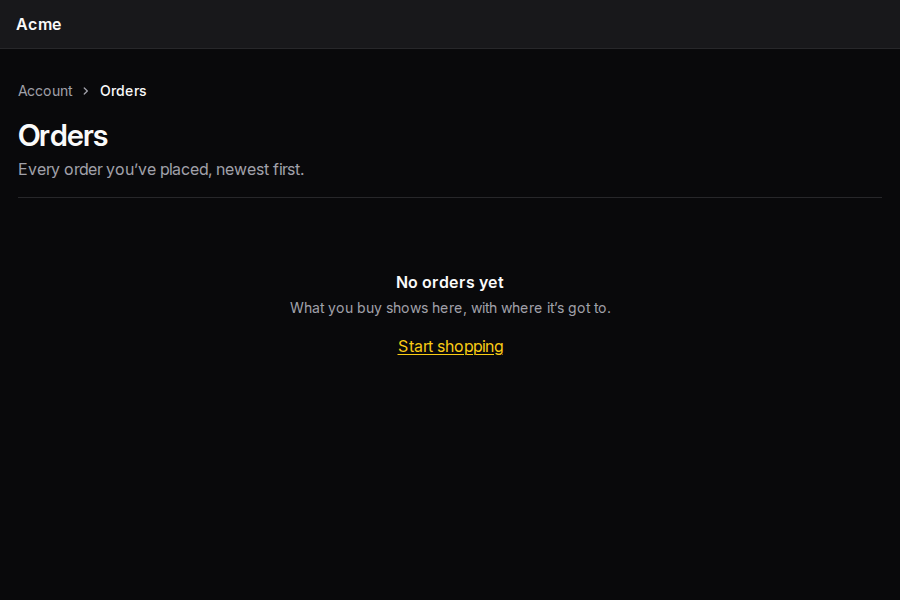 Acme
Account > Orders
Orders
Every order you’ve placed, newest first.
No orders yet
What you buy shows here, with where it’s got to.
Start shopping